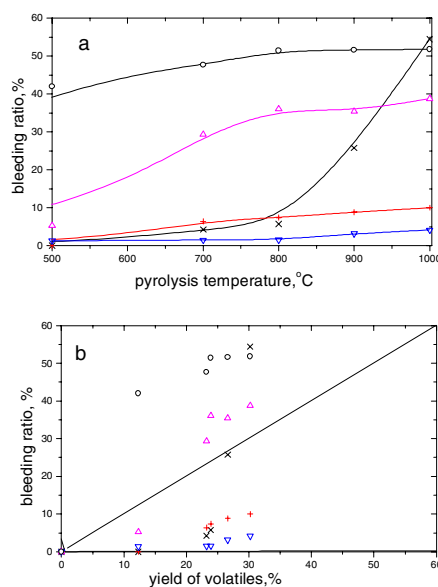 60
50
40
30
20
10
0
a
bleeding ratio, %
500 600 700 800 900 1000
pyrolysis temperature,°C
60
50
40
30
20
10
0
b
bleeding ratio, %
0 10 20 30 40 50 60
yield of volatiles,%